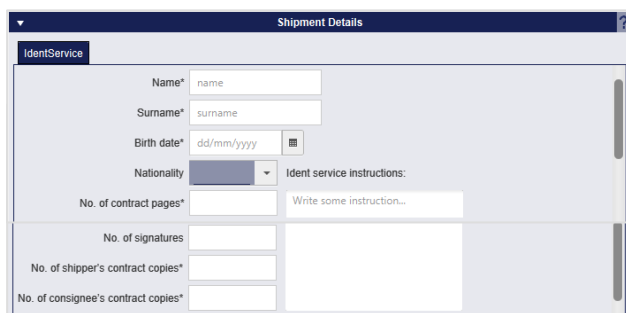 ▼ Shipment Details ?
IdentService
Name* name
Surname* surname
Birth date* dd/mm/yyyy
Nationality Ident service instructions:
No. of contract pages* Write some instruction...
No. of signatures
No. of shipper's contract copies*
No. of consignee's contract copies*